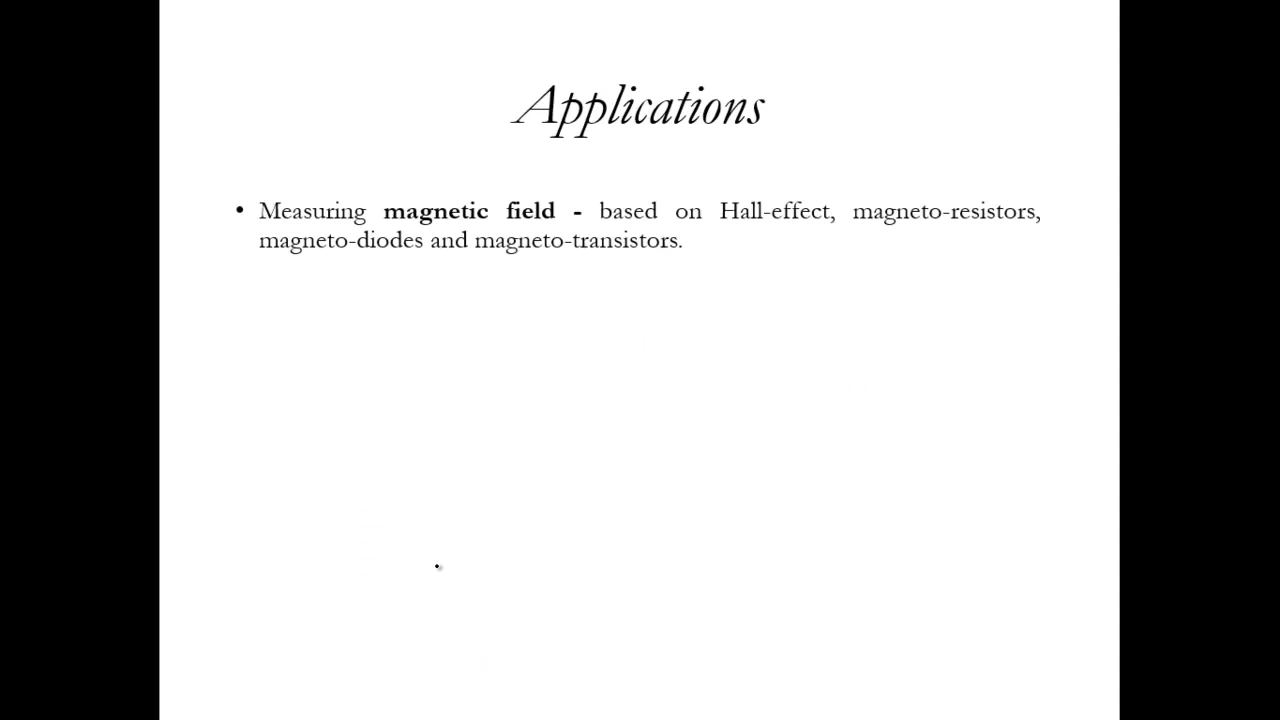 Applications
• Measuring magnetic field - based on Hall-effect, magneto-resistors,
magneto-diodes and magneto-transistors.